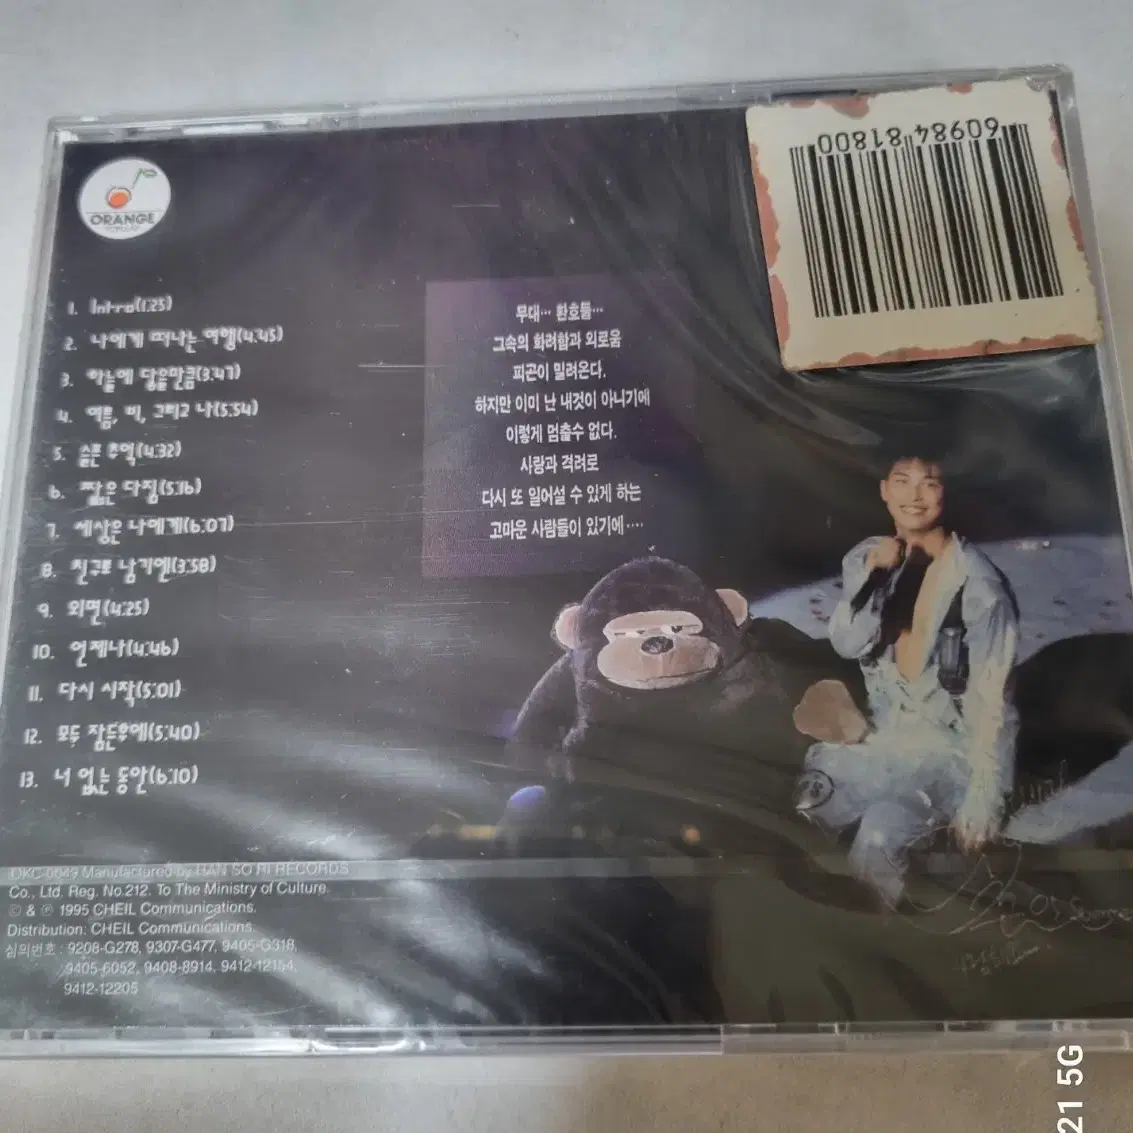 ORANGE
60984 81800
1. Intro(1:25)
2. 나에게 떠나는 여행(4:45)
3. 하늘에 닿을만큼(3:47)
4. 여름, 비, 그리고 나(5:54)
5. 슬픈 추억(4:32)
6. 짧은 다짐(5:16)
7. 세상은 나에게(6:07)
8. 친구로 남기엔(3:58)
9. 외면(4:25)
10. 언제나(4:46)
11. 다시 시작(5:01)
12. 모두 잠든후에(5:40)
13. 너 없는 동안(6:10)
무대… 환호들…
그속의 화려함과 외로움
피곤이 밀려온다.
하지만 이미 난 내것이 아니기에
이렇게 멈출수 없다.
사랑과 격려로
다시 또 일어설 수 있게 하는
고마운 사람들이 있기에····
DKC-0049 Manufactured by HAN SO RI RECORDS
Co., Ltd. Reg. No.212. To The Ministry of Culture.
© & ℗ 1995 CHEIL Communications.
Distribution. CHEIL Communications.
심의번호 : 9208-G278, 9307-G477, 9405-G318,
9405-6052, 9408-8914, 9412-12154,
9412-12205
21 5G